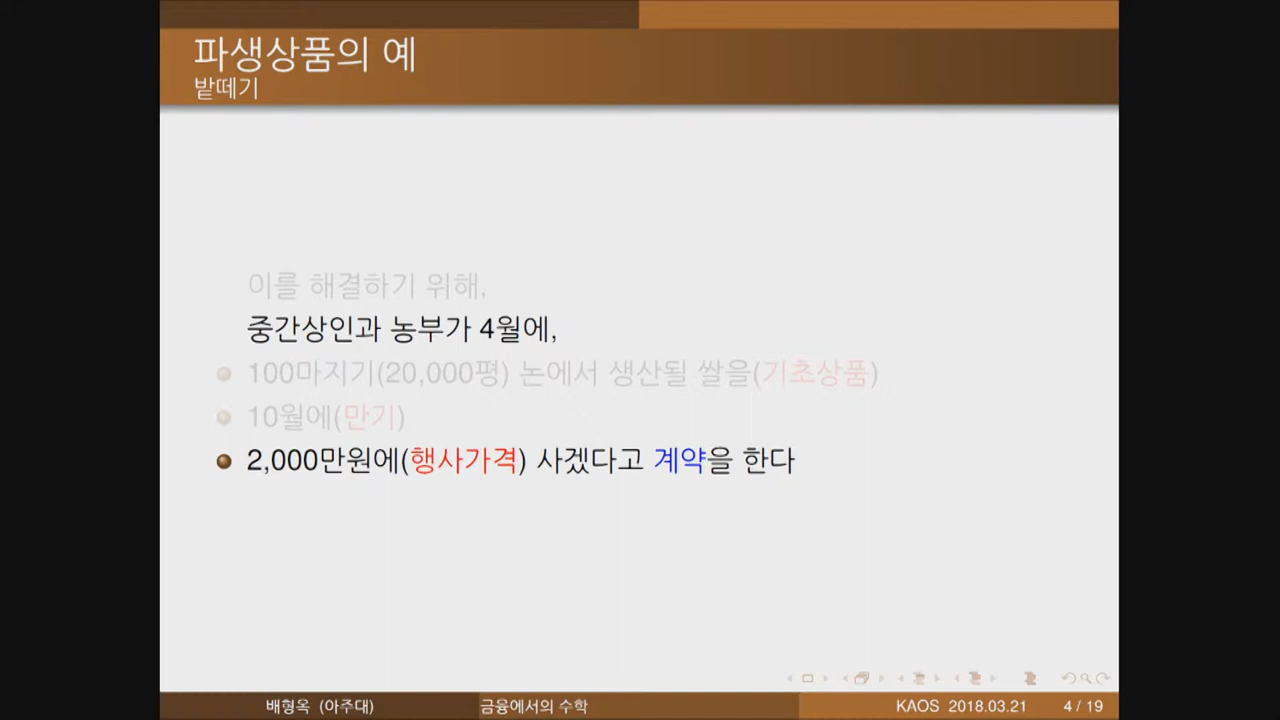 파생상품의 예
밭떼기
이를 해결하기 위해,
중간상인과 농부가 4월에,
100마지기(20,000평) 논에서 생산될 쌀을(기초상품)
10월에(만기)
2,000만원에(행사가격) 사겠다고 계약을 한다
배형옥 (아주대) 금융에서의 수학 KAOS 2018.03.21 4 / 19